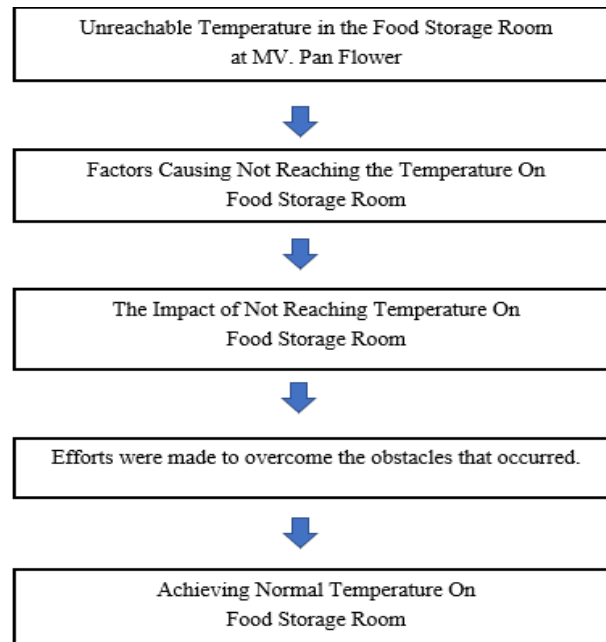 Unreachable Temperature in the Food Storage Room
at MV. Pan Flower
Factors Causing Not Reaching the Temperature On
Food Storage Room
The Impact of Not Reaching Temperature On
Food Storage Room
Efforts were made to overcome the obstacles that occurred.
Achieving Normal Temperature On
Food Storage Room